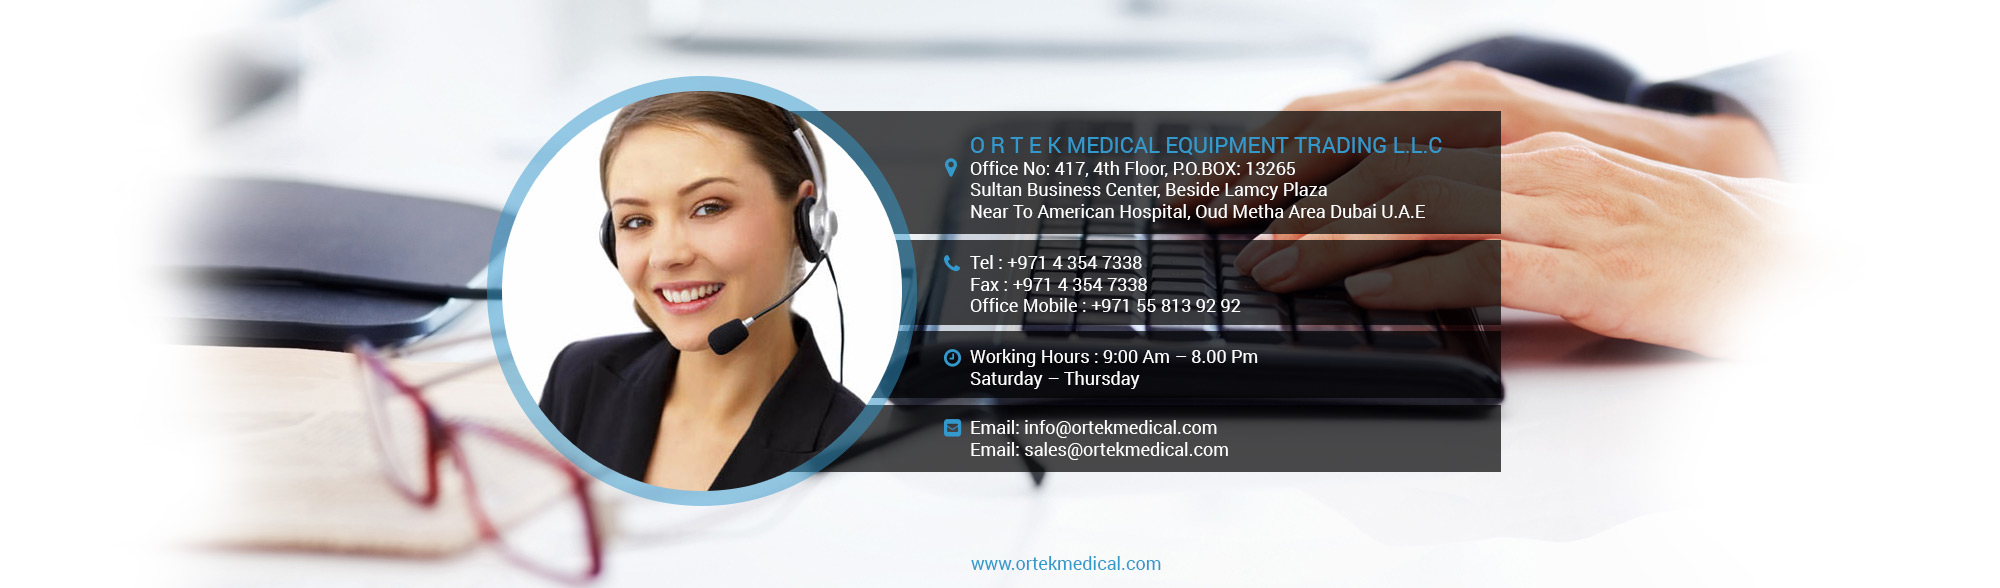 O R T E K MEDICAL EQUIPMENT TRADING L.L.C
Office No: 417, 4th Floor, P.O.BOX: 13265
Sultan Business Center, Beside Lamcy Plaza
Near To American Hospital, Oud Metha Area Dubai U.A.E
Tel : +971 4 354 7338
Fax : +971 4 354 7338
Office Mobile : +971 55 813 92 92
Working Hours : 9:00 Am – 8.00 Pm
Saturday – Thursday
Email: info@ortekmedical.com
Email: sales@ortekmedical.com
www.ortekmedical.com